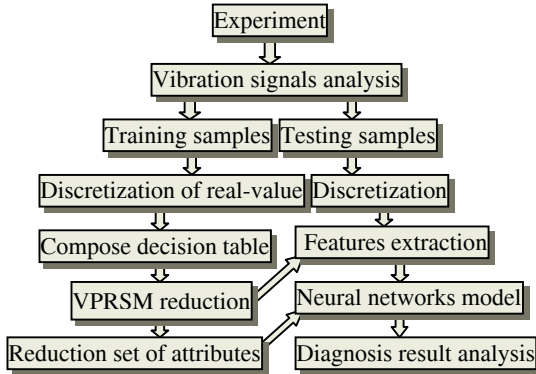 Experiment
Vibration signals analysis
Training samples
Testing samples
Discretization of real-value
Discretization
Compose decision table
Features extraction
VPRSM reduction
Neural networks model
Reduction set of attributes
Diagnosis result analysis